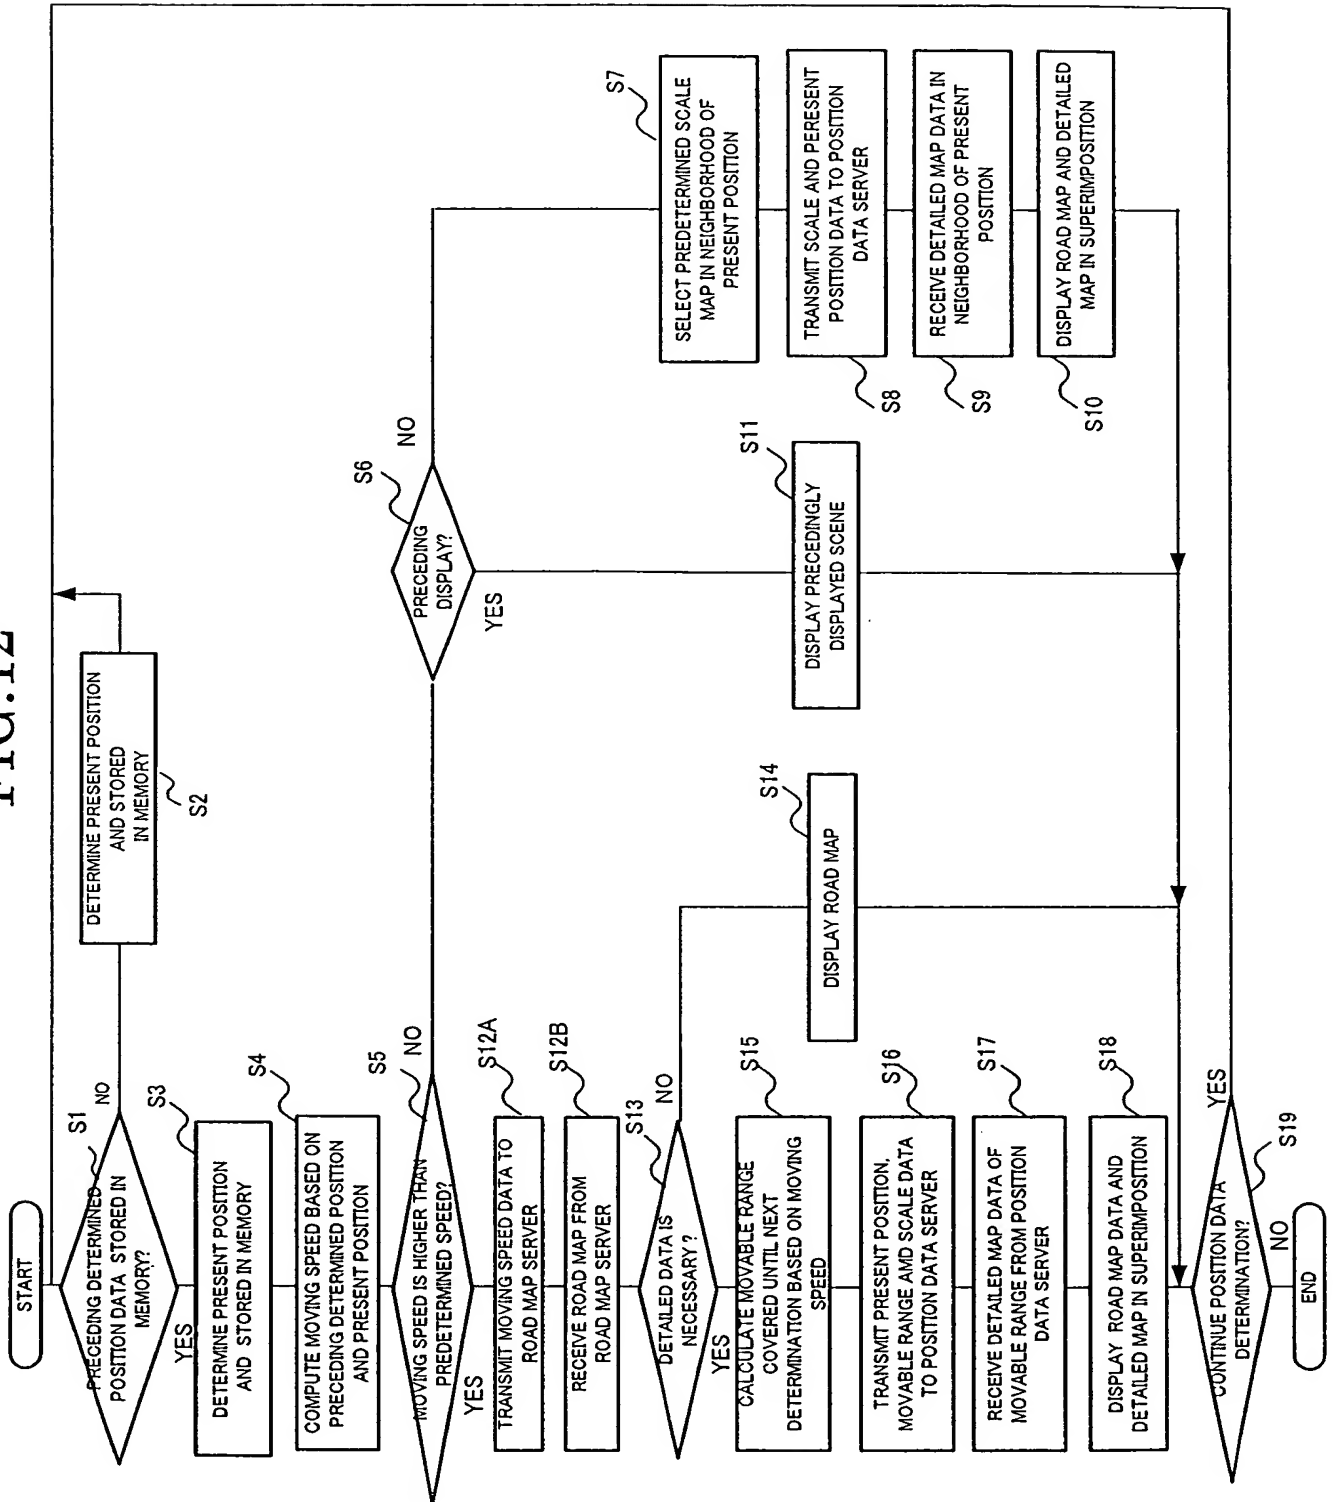 FIG.12
START
S1
PRECEDING DETERMINED
POSITION DATA STORED IN
MEMORY?
NO
DETERMINE PRESENT POSITION
AND STORED
IN MEMORY
S2
YES
S3
DETERMINE PRESENT POSITION
AND STORED IN MEMORY
S4
COMPUTE MOVING SPEED BASED ON
PRECEDING DETERMINED POSITION
AND PRESENT POSITION
S5
MOVING SPEED IS HIGHER THAN
PREDETERMINED SPEED?
NO
YES
S6
PRECEDING
DISPLAY?
NO
YES
S7
SELECT PREDETERMINED SCALE
MAP IN NEIGHBORHOOD OF
PRESENT POSITION
TRANSMIT SCALE AND PERESENT
POSITION DATA TO POSITION
DATA SERVER
S8
RECEIVE DETAILED MAP DATA IN
NEIGHBORHOOD OF PRESENT
POSITION
S9
DISPLAY ROAD MAP AND DETAILED
MAP IN SUPERIMPOSITION
S10
S11
DISPLAY PRECEDINGLY
DISPLAYED SCENE
S12A
TRANSMIT MOVING SPEED DATA TO
ROAD MAP SERVER
S12B
RECEIVE ROAD MAP FROM
ROAD MAP SERVER
S13
DETAILED DATA IS
NECESSARY ?
NO
YES
S14
DISPLAY ROAD MAP
S15
CALCULATE MOVABLE RANGE
COVERED UNTIL NEXT
DETERMINATION BASED ON MOVING
SPEED
S16
TRANSMIT PRESENT POSITION,
MOVABLE RANGE AMID SCALE DATA
TO POSITION DATA SERVER
S17
RECEIVE DETAILED MAP DATA OF
MOVABLE RANGE FROM POSITION
DATA SERVER
S18
DISPLAY ROAD MAP DATA AND
DETAILED MAP IN SUPERIMPOSITION
CONTINUE POSITION DATA
DETERMINATION?
YES
S19
NO
END